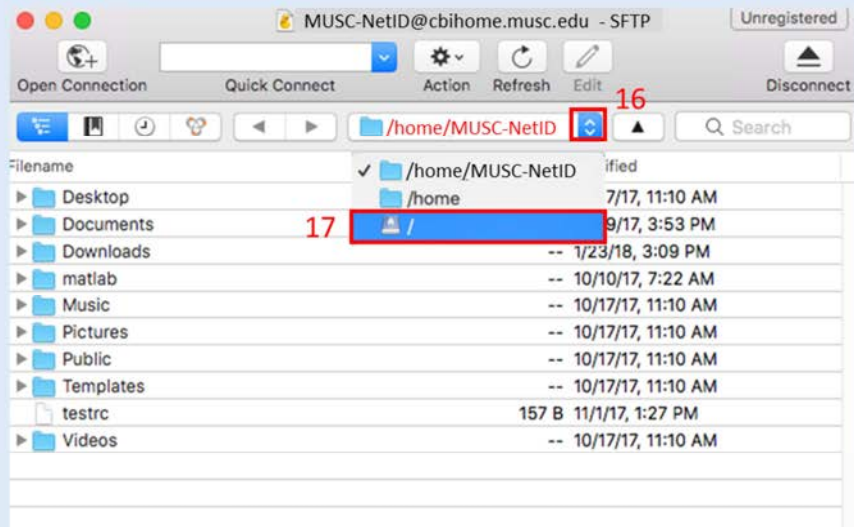 MUSC-NetID@cbihome.musc.edu - SFTP
Unregistered
Open Connection
Quick Connect
Action
Refresh
Edit
Disconnect
16
/home/MUSC-NetID
Search
Filename
/home/MUSC-NetID
/home
17
/
Desktop 7/17, 11:10 AM
Documents 9/17, 3:53 PM
Downloads -- 1/23/18, 3:09 PM
matlab -- 10/10/17, 7:22 AM
Music -- 10/17/17, 11:10 AM
Pictures -- 10/17/17, 11:10 AM
Public -- 10/17/17, 11:10 AM
Templates -- 10/17/17, 11:10 AM
testrc 157 B 11/1/17, 1:27 PM
Videos -- 10/17/17, 11:10 AM